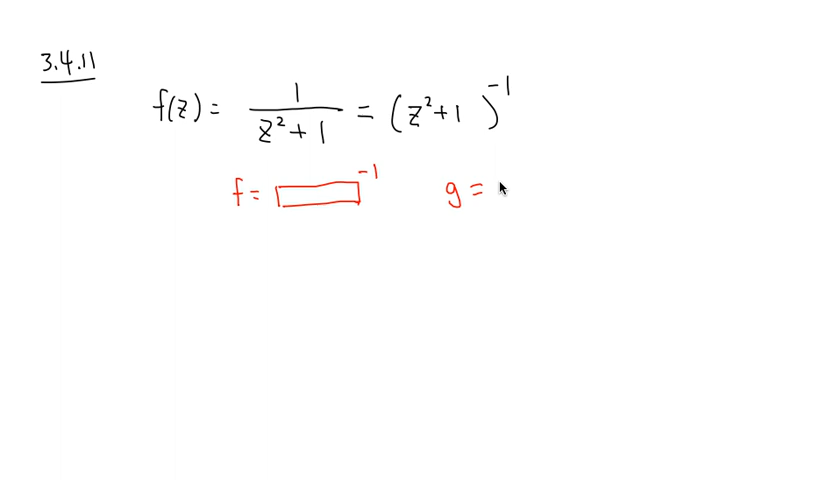 3.4.11
f(z) = 1/(z²+1) = (z²+1)⁻¹
f = ▭⁻¹ g =